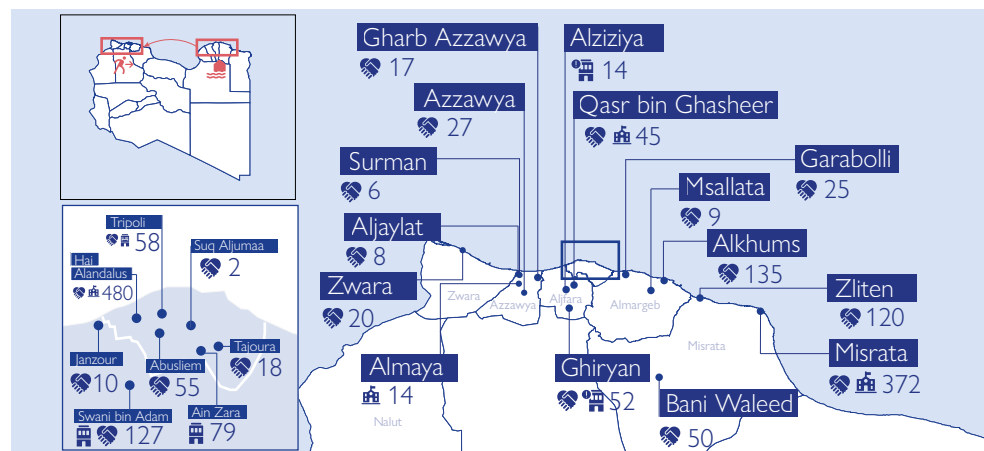 Gharb Azzawya
17
Alziziya
14
Azzawya
27
Qasr bin Ghasheer
45
Surman
6
Garabolli
25
Msallata
9
Aljaylat
8
Alkhums
135
Zwara
20
Zliten
120
Misrata
372
Almaya
14
Ghiryan
52
Bani Waleed
50
Zwara
Azzawya
Aljfara
Almargeb
Misrata
Nalut
Tripoli
58
Suq Aljumaa
2
Hai
Alandalus
480
Janzour
10
Abusliem
55
Tajoura
18
Swani bin Adam
127
Ain Zara
79